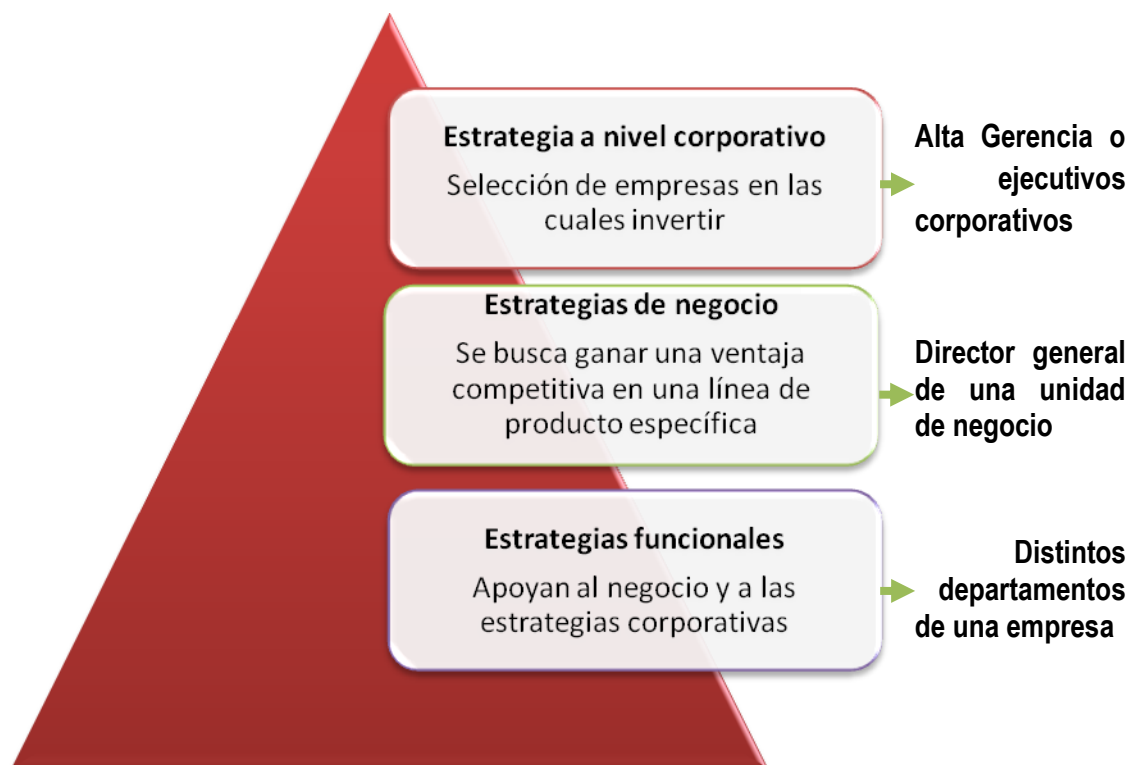 Estrategia a nivel corporativo
Selección de empresas en las
cuales invertir
Alta Gerencia o
ejecutivos
corporativos
Estrategias de negocio
Se busca ganar una ventaja
competitiva en una línea de
producto específica
Director general
de una unidad
de negocio
Estrategias funcionales
Apoyan al negocio y a las
estrategias corporativas
Distintos
departamentos
de una empresa